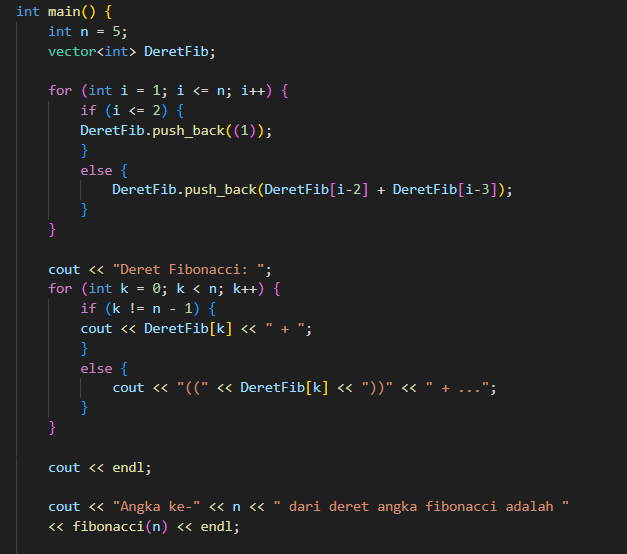 int main() {
    int n = 5;
    vector<int> DeretFib;

    for (int i = 1; i <= n; i++) {
        if (i <= 2) {
        DeretFib.push_back((1));
        }
        else {
            DeretFib.push_back(DeretFib[i-2] + DeretFib[i-3]);
        }
    }

    cout << "Deret Fibonacci: ";
    for (int k = 0; k < n; k++) {
        if (k != n - 1) {
        cout << DeretFib[k] << " + ";
        }
        else {
            cout << "((" << DeretFib[k] << "))" << " + ...";
        }
    }

    cout << endl;

    cout << "Angka ke-" << n << " dari deret angka fibonacci adalah "
    << fibonacci(n) << endl;